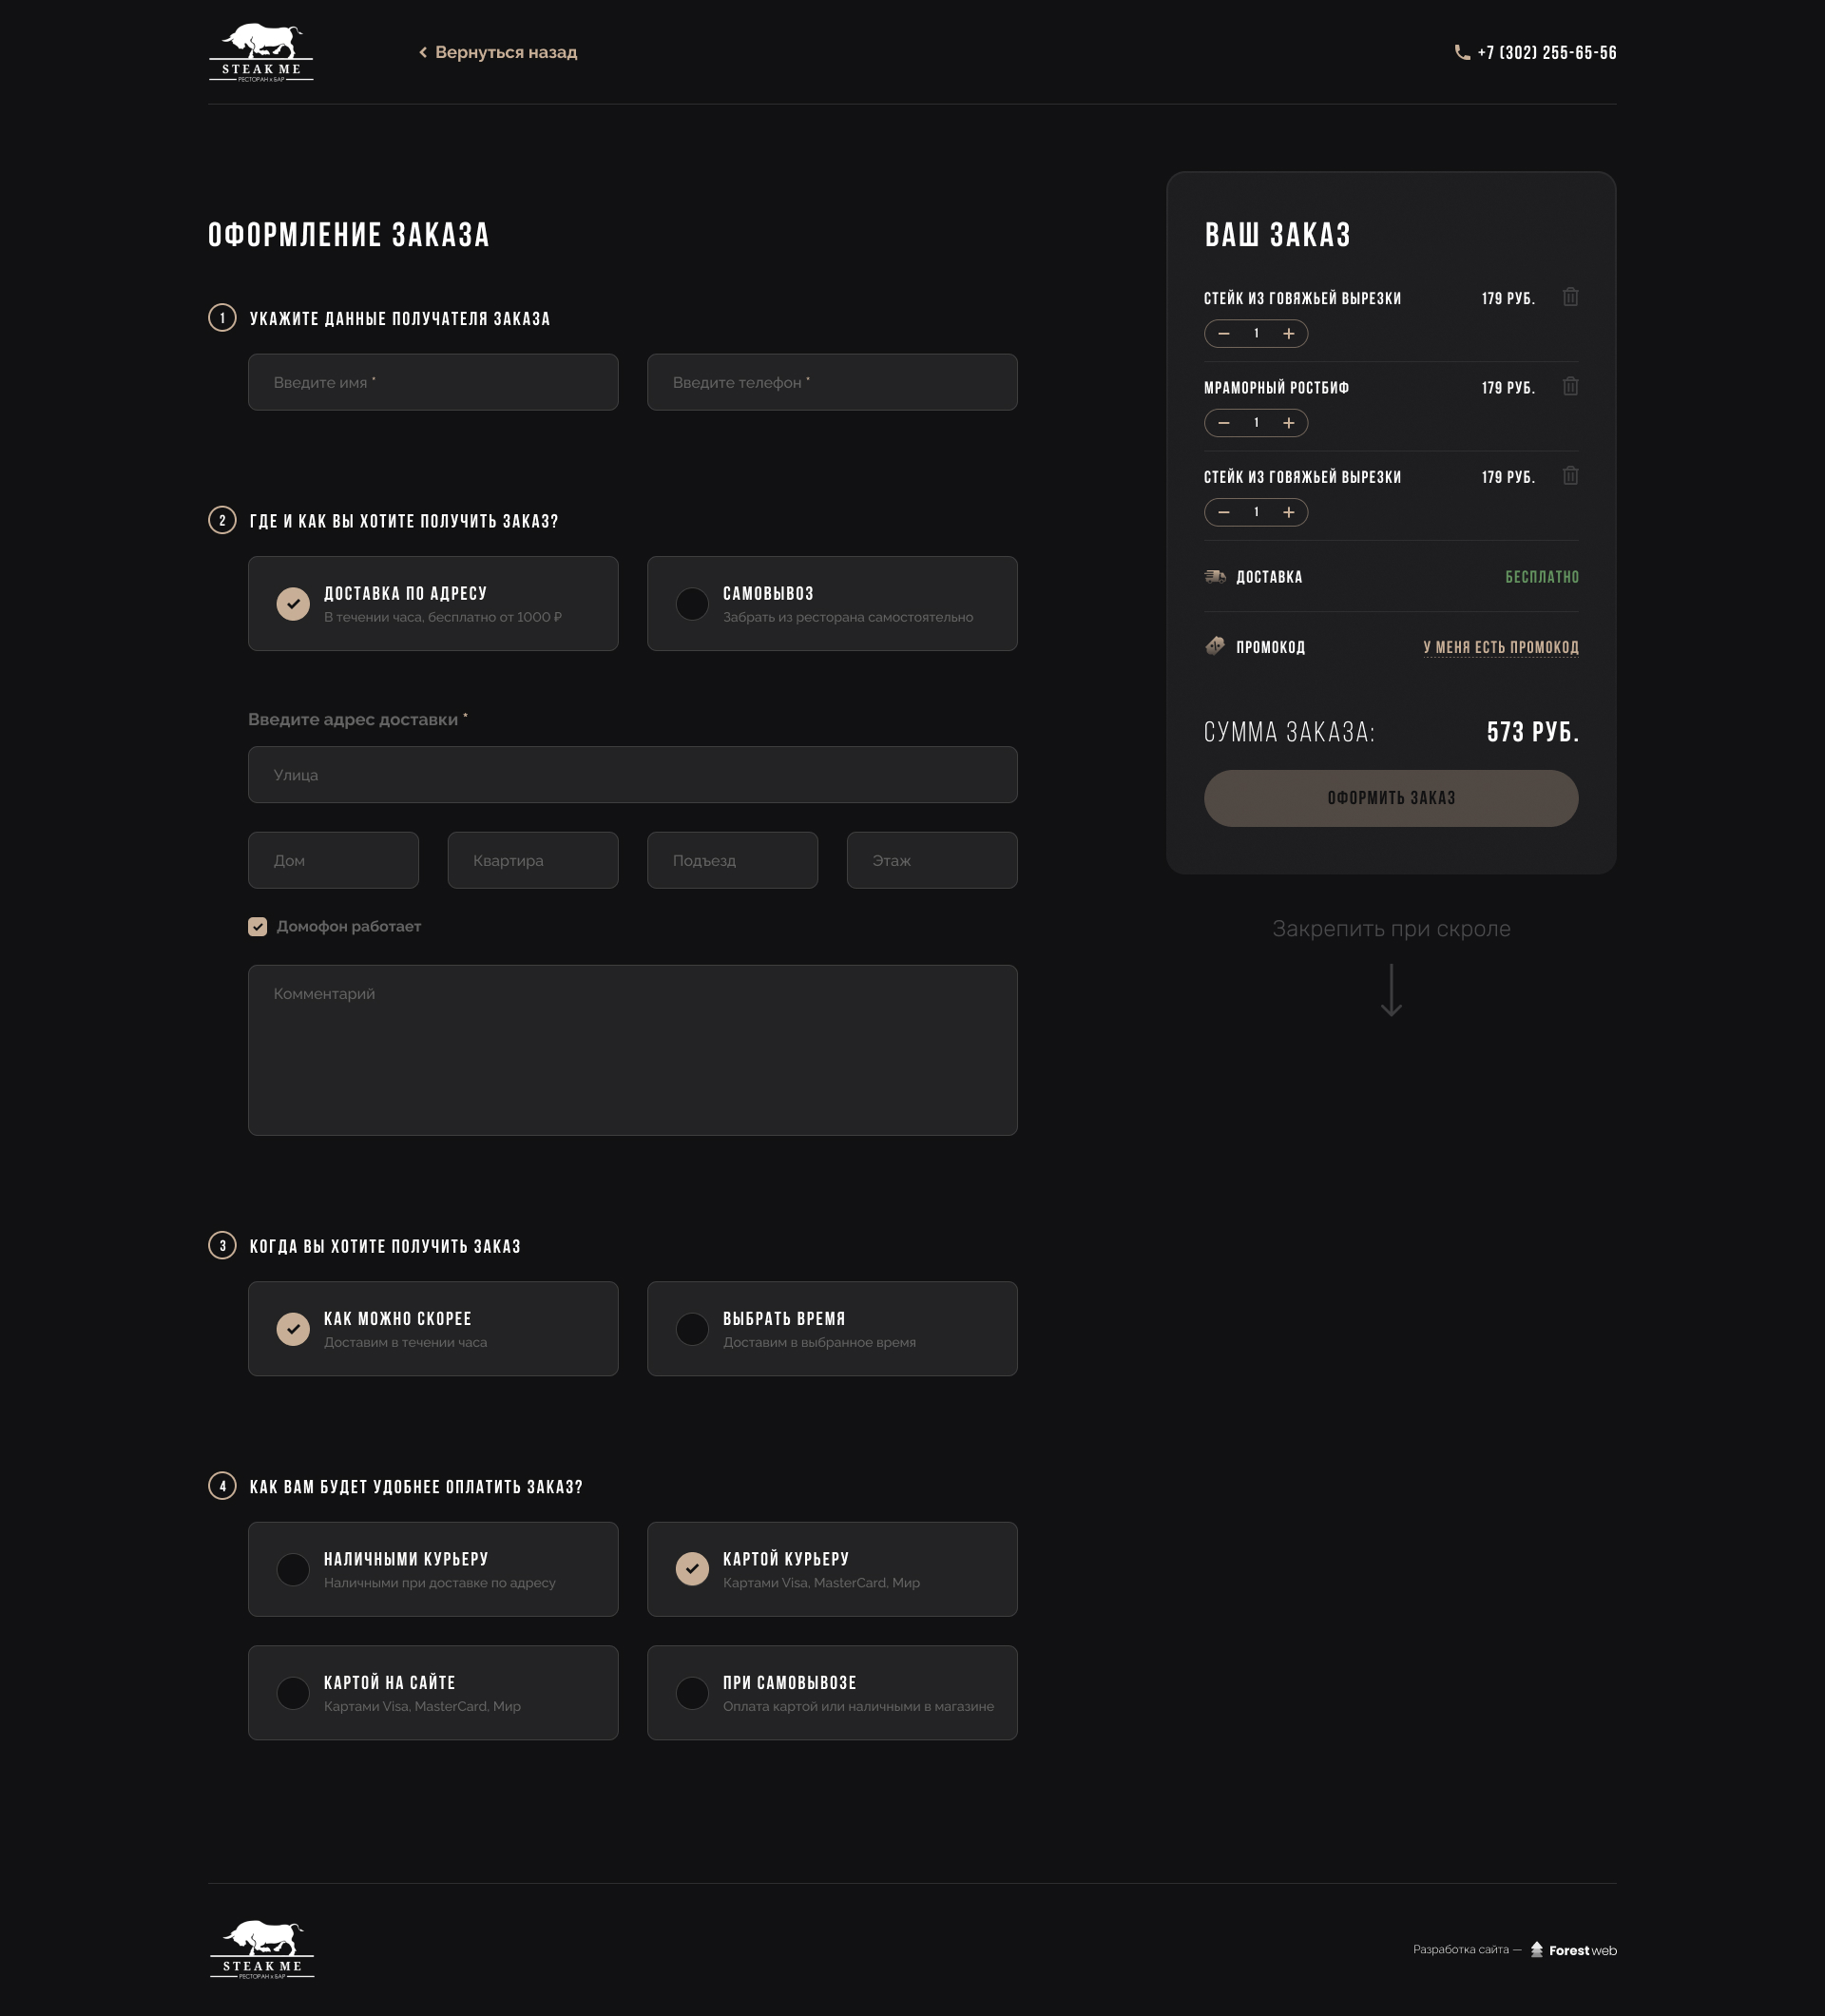 STEAK ME
РЕСТОРАН x БАР
Вернуться назад
+7 (302) 255-65-56
ОФОРМЛЕНИЕ ЗАКАЗА
1 УКАЖИТЕ ДАННЫЕ ПОЛУЧАТЕЛЯ ЗАКАЗА
Введите имя *
Введите телефон *
2 ГДЕ И КАК ВЫ ХОТИТЕ ПОЛУЧИТЬ ЗАКАЗ?
ДОСТАВКА ПО АДРЕСУ
В течении часа, бесплатно от 1000 ₽
САМОВЫВОЗ
Забрать из ресторана самостоятельно
Введите адрес доставки *
Улица
Дом
Квартира
Подъезд
Этаж
Домофон работает
Комментарий
3 КОГДА ВЫ ХОТИТЕ ПОЛУЧИТЬ ЗАКАЗ
КАК МОЖНО СКОРЕЕ
Доставим в течении часа
ВЫБРАТЬ ВРЕМЯ
Доставим в выбранное время
4 КАК ВАМ БУДЕТ УДОБНЕЕ ОПЛАТИТЬ ЗАКАЗ?
НАЛИЧНЫМИ КУРЬЕРУ
Наличными при доставке по адресу
КАРТОЙ КУРЬЕРУ
Картами Visa, MasterCard, Мир
КАРТОЙ НА САЙТЕ
Картами Visa, MasterCard, Мир
ПРИ САМОВЫВОЗЕ
Оплата картой или наличными в магазине
ВАШ ЗАКАЗ
СТЕЙК ИЗ ГОВЯЖЬЕЙ ВЫРЕЗКИ 179 РУБ.
1
МРАМОРНЫЙ РОСТБИФ 179 РУБ.
1
СТЕЙК ИЗ ГОВЯЖЬЕЙ ВЫРЕЗКИ 179 РУБ.
1
ДОСТАВКА БЕСПЛАТНО
ПРОМОКОД У МЕНЯ ЕСТЬ ПРОМОКОД
СУММА ЗАКАЗА: 573 РУБ.
ОФОРМИТЬ ЗАКАЗ
Закрепить при скроле
STEAK ME
РЕСТОРАН x БАР
Разработка сайта — Forest web